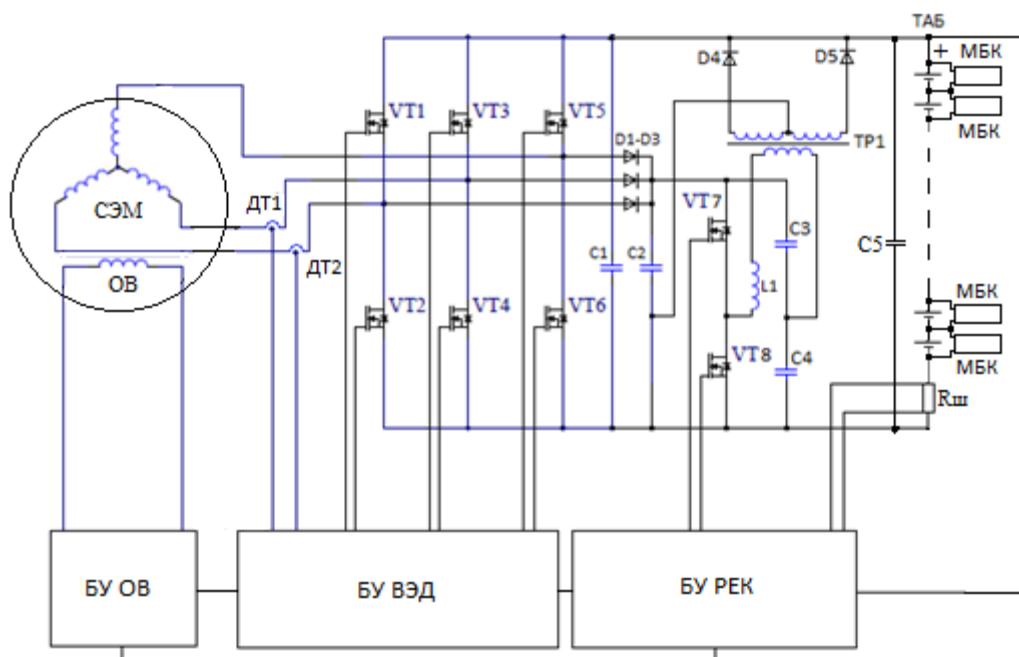 ТАБ
D4
D5
+
МБК
МБК
VT1
VT3
VT5
D1-D3
TP1
СЭМ
ДТ1
VT7
C3
ДТ2
C1
C2
C5
L1
ОВ
VT2
VT4
VT6
VT8
C4
МБК
МБК
Rш
БУ ОВ
БУ ВЭД
БУ РЕК